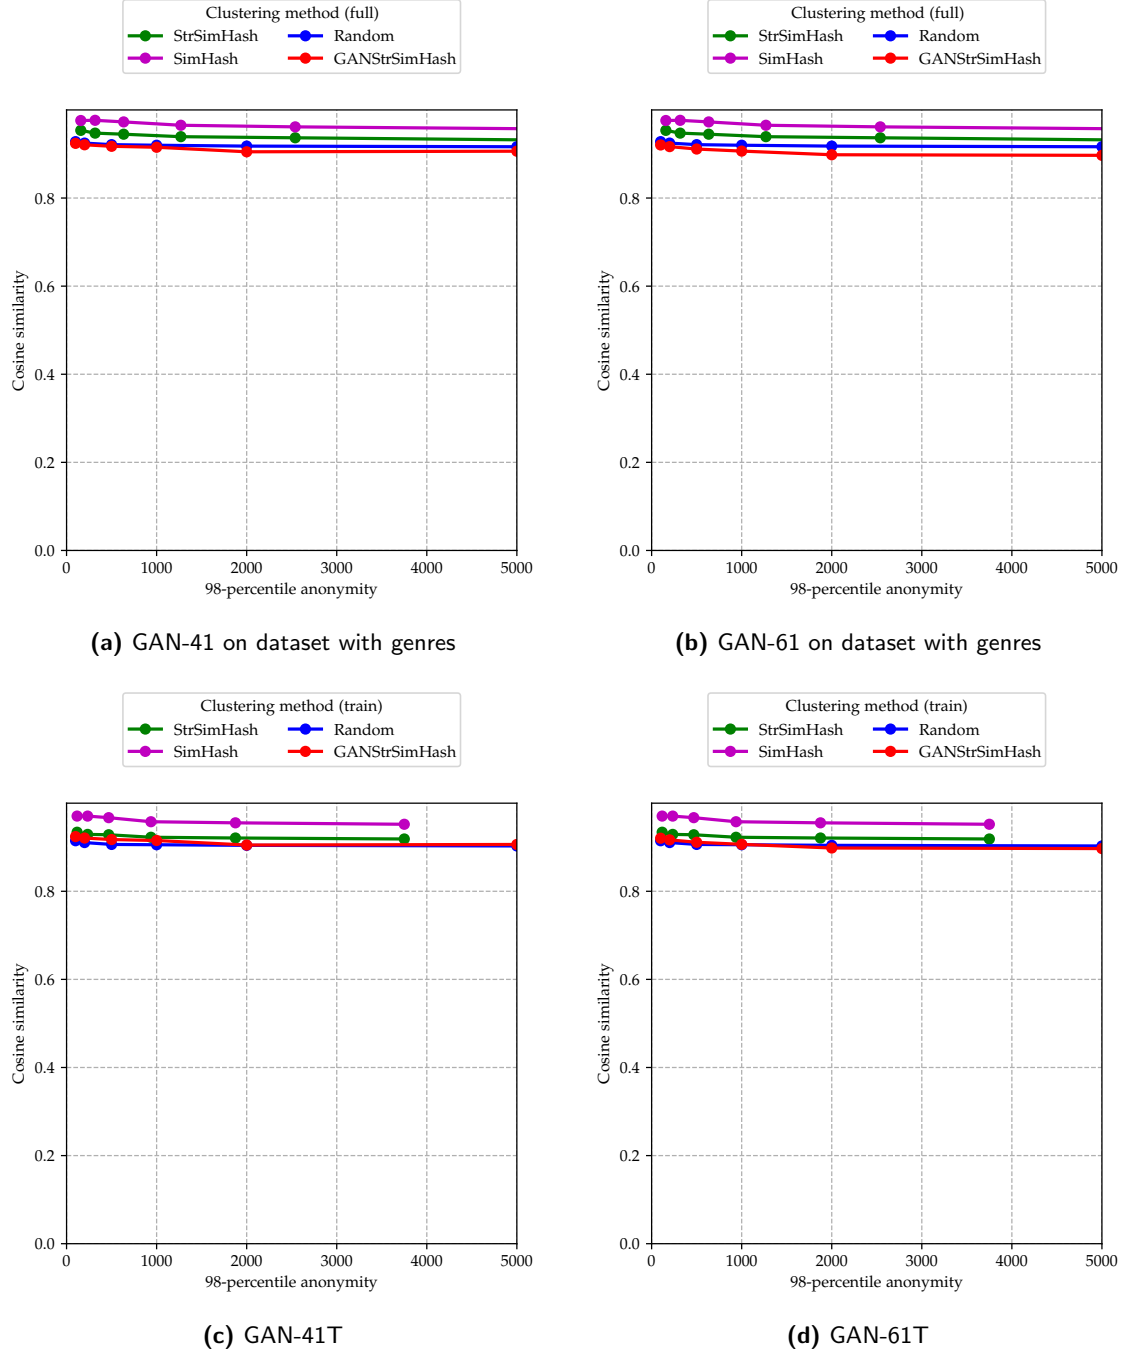 Clustering method (full)
StrSimHash Random
SimHash GANStrSimHash
0.8
0.6
0.4
0.2
0.0
Cosine similarity
0 1000 2000 3000 4000 5000
98-percentile anonymity
(a) GAN-41 on dataset with genres
Clustering method (full)
StrSimHash Random
SimHash GANStrSimHash
0.8
0.6
0.4
0.2
0.0
Cosine similarity
0 1000 2000 3000 4000 5000
98-percentile anonymity
(b) GAN-61 on dataset with genres
Clustering method (train)
StrSimHash Random
SimHash GANStrSimHash
0.8
0.6
0.4
0.2
0.0
Cosine similarity
0 1000 2000 3000 4000 5000
98-percentile anonymity
(c) GAN-41T
Clustering method (train)
StrSimHash Random
SimHash GANStrSimHash
0.8
0.6
0.4
0.2
0.0
Cosine similarity
0 1000 2000 3000 4000 5000
98-percentile anonymity
(d) GAN-61T